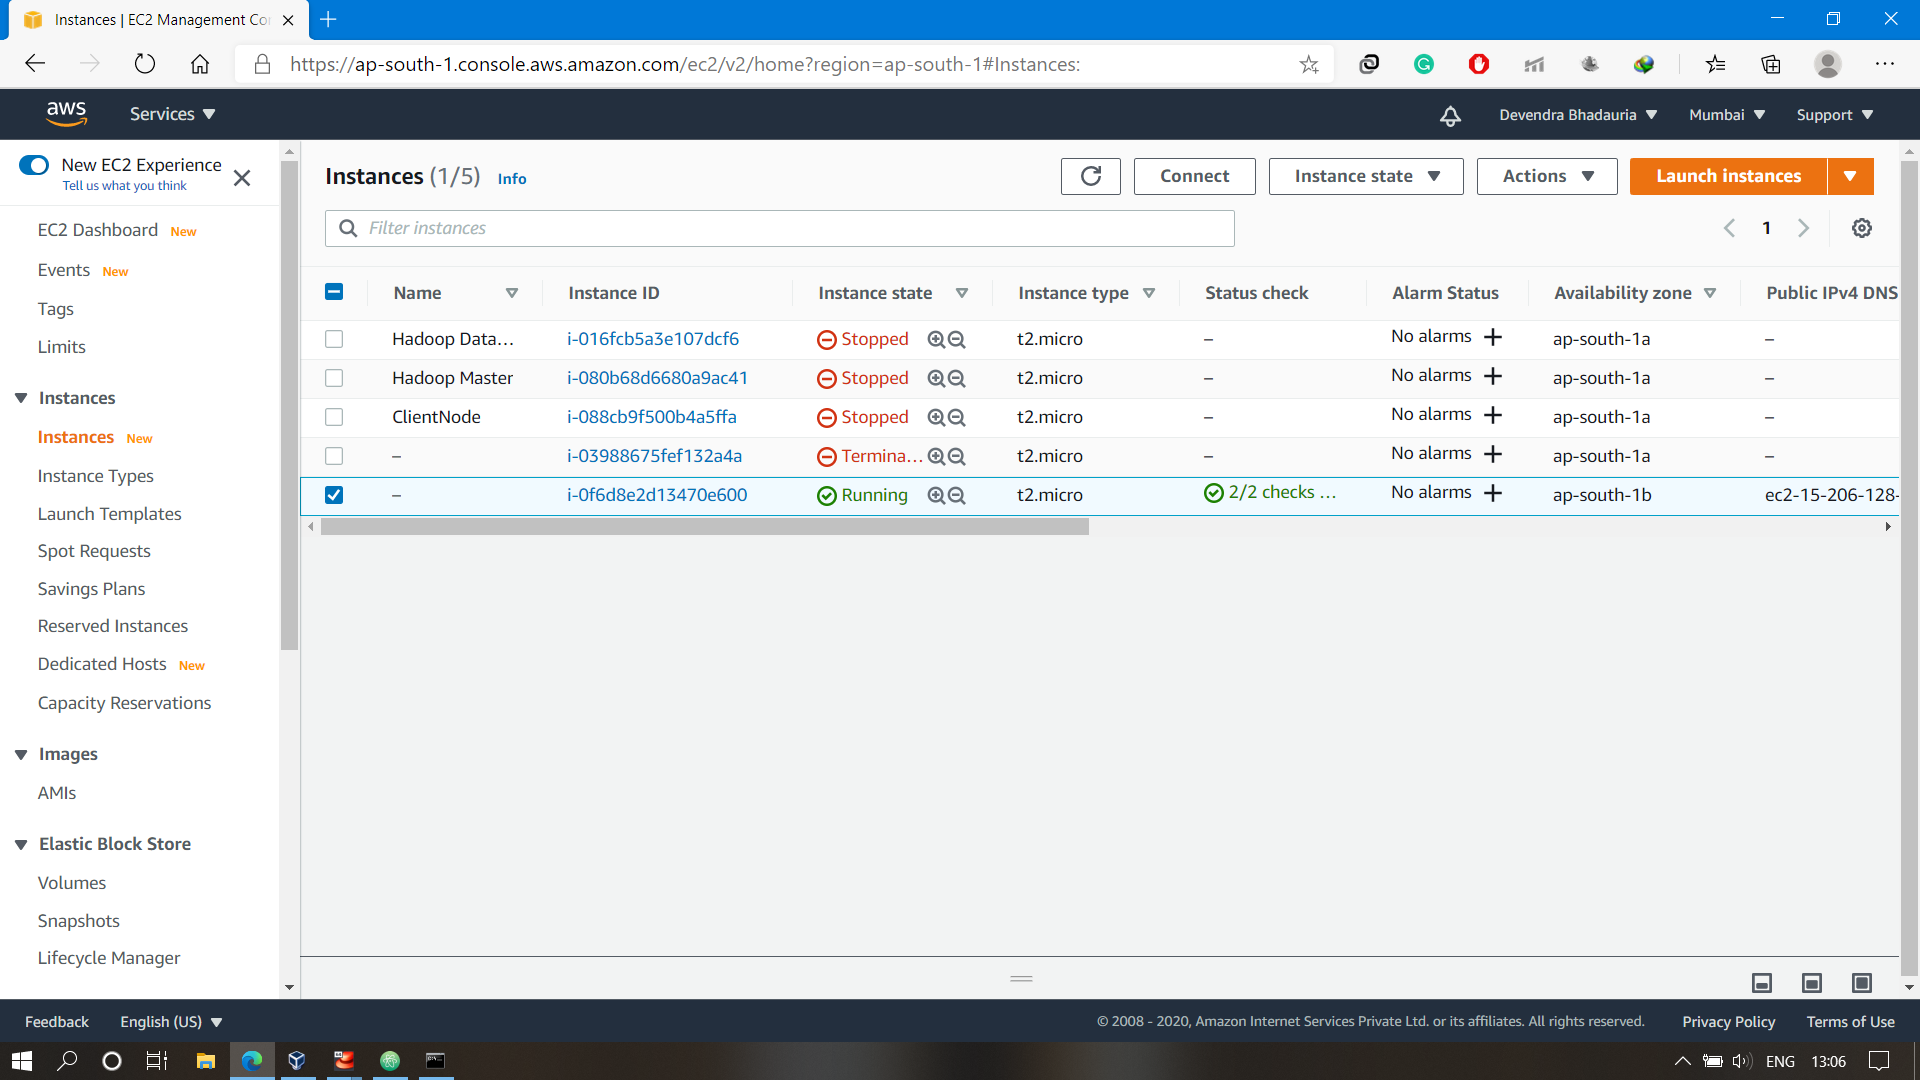 Instances | EC2 Management Co
https://ap-south-1.console.aws.amazon.com/ec2/v2/home?region=ap-south-1#Instances:
aws Services Devendra Bhadauria Mumbai Support
New EC2 Experience
Tell us what you think
EC2 Dashboard New
Events New
Tags
Limits
Instances
Instances New
Instance Types
Launch Templates
Spot Requests
Savings Plans
Reserved Instances
Dedicated Hosts New
Capacity Reservations
Images
AMIs
Elastic Block Store
Volumes
Snapshots
Lifecycle Manager
Instances (1/5) Info Connect Instance state Actions Launch instances
Filter instances 1
Name Instance ID Instance state Instance type Status check Alarm Status Availability zone Public IPv4 DNS
Hadoop Data... i-016fcb5a3e107dcf6 Stopped t2.micro – No alarms + ap-south-1a –
Hadoop Master i-080b68d6680a9ac41 Stopped t2.micro – No alarms + ap-south-1a –
ClientNode i-088cb9f500b4a5ffa Stopped t2.micro – No alarms + ap-south-1a –
– i-03988675fef132a4a Termina... t2.micro – No alarms + ap-south-1a –
– i-0f6d8e2d13470e600 Running t2.micro 2/2 checks ... No alarms + ap-south-1b ec2-15-206-128-
Feedback English (US) © 2008 - 2020, Amazon Internet Services Private Ltd. or its affiliates. All rights reserved. Privacy Policy Terms of Use
ENG 13:06